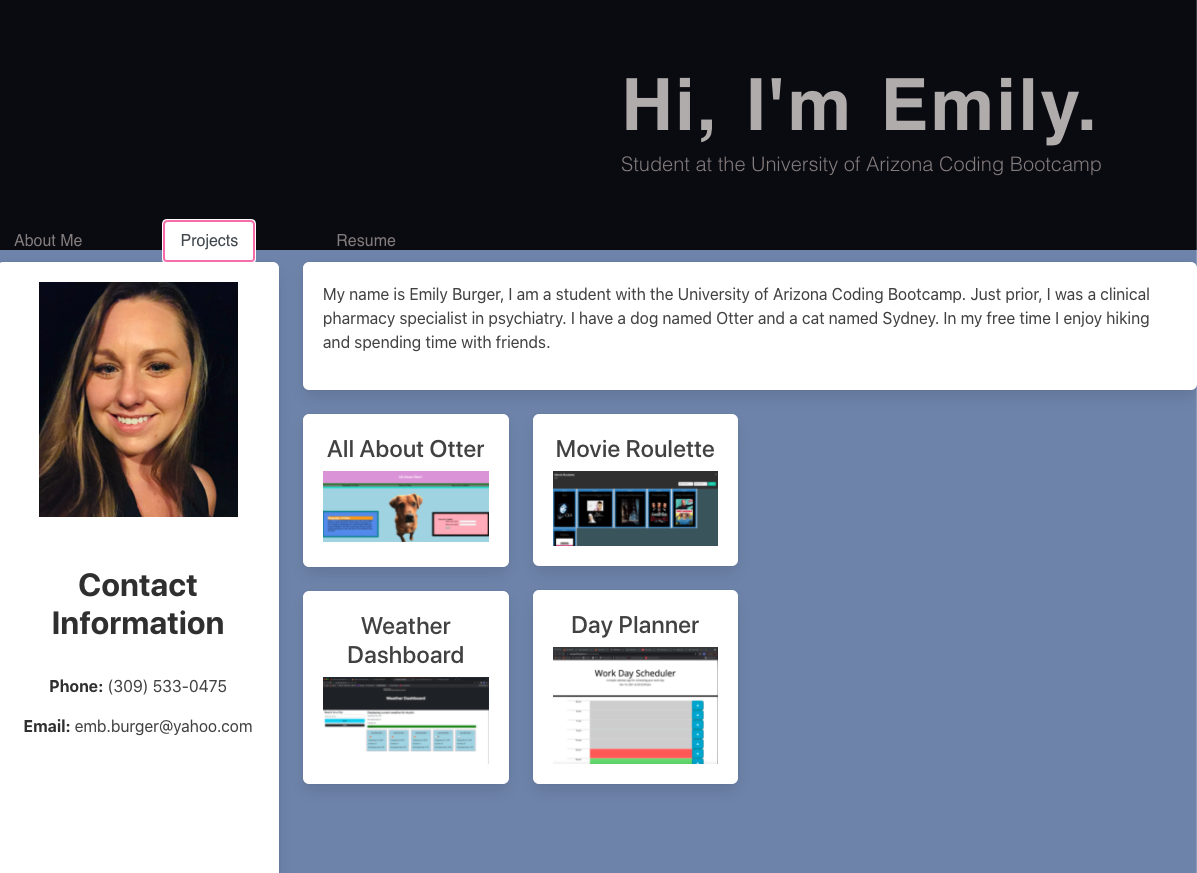 Hi, I'm Emily.
Student at the University of Arizona Coding Bootcamp
About Me
Projects
Resume
My name is Emily Burger, I am a student with the University of Arizona Coding Bootcamp. Just prior, I was a clinical
pharmacy specialist in psychiatry. I have a dog named Otter and a cat named Sydney. In my free time I enjoy hiking
and spending time with friends.
Contact
Information
Phone: (309) 533-0475
Email: emb.burger@yahoo.com
All About Otter
Movie Roulette
Weather
Dashboard
Weather Dashboard
Day Planner
Work Day Scheduler